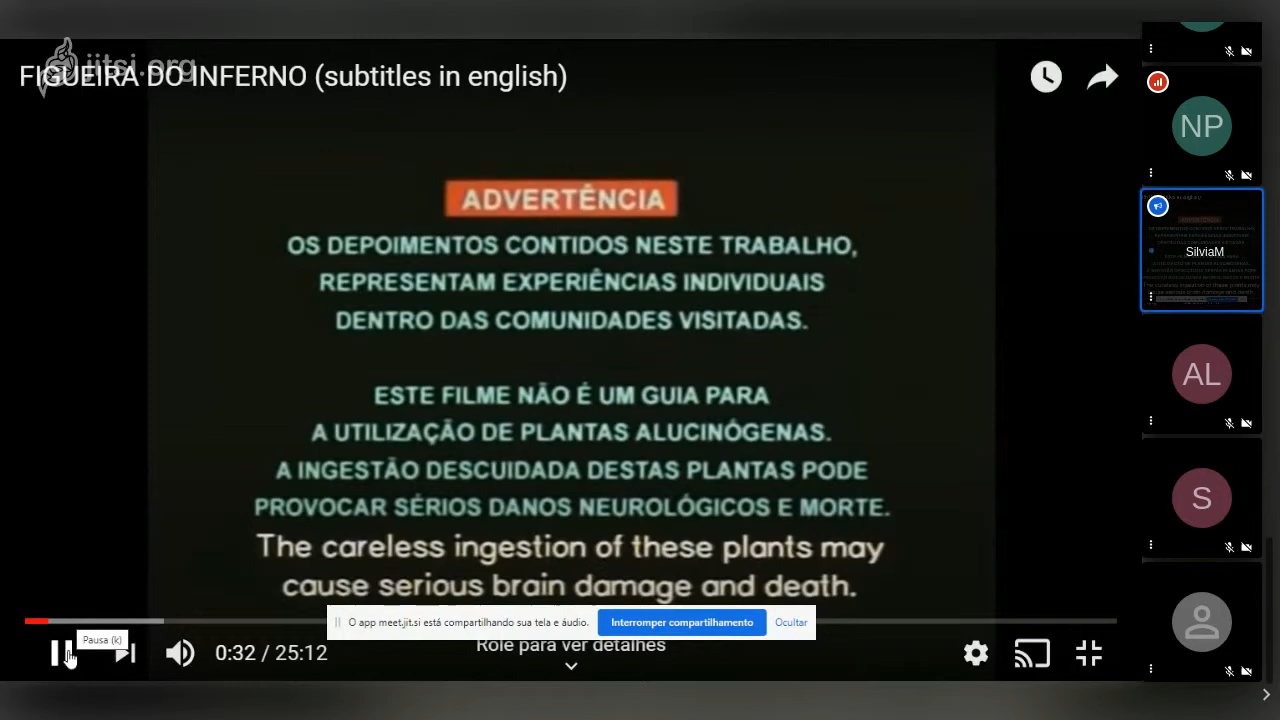 jitsi.org
FIGUEIRA DO INFERNO (subtitles in english)
ADVERTÊNCIA
OS DEPOIMENTOS CONTIDOS NESTE TRABALHO,
REPRESENTAM EXPERIÊNCIAS INDIVIDUAIS
DENTRO DAS COMUNIDADES VISITADAS.
ESTE FILME NÃO É UM GUIA PARA
A UTILIZAÇÃO DE PLANTAS ALUCINÓGENAS.
A INGESTÃO DESCUIDADA DESTAS PLANTAS PODE
PROVOCAR SÉRIOS DANOS NEUROLÓGICOS E MORTE.
The careless ingestion of these plants may
cause serious brain damage and death.
O app meet.jit.si está compartilhando sua tela e áudio.
Interromper compartilhamento
Ocultar
Pausa (k)
0:32 / 25:12
Role para ver detalhes
NP
SilviaM
AL
S